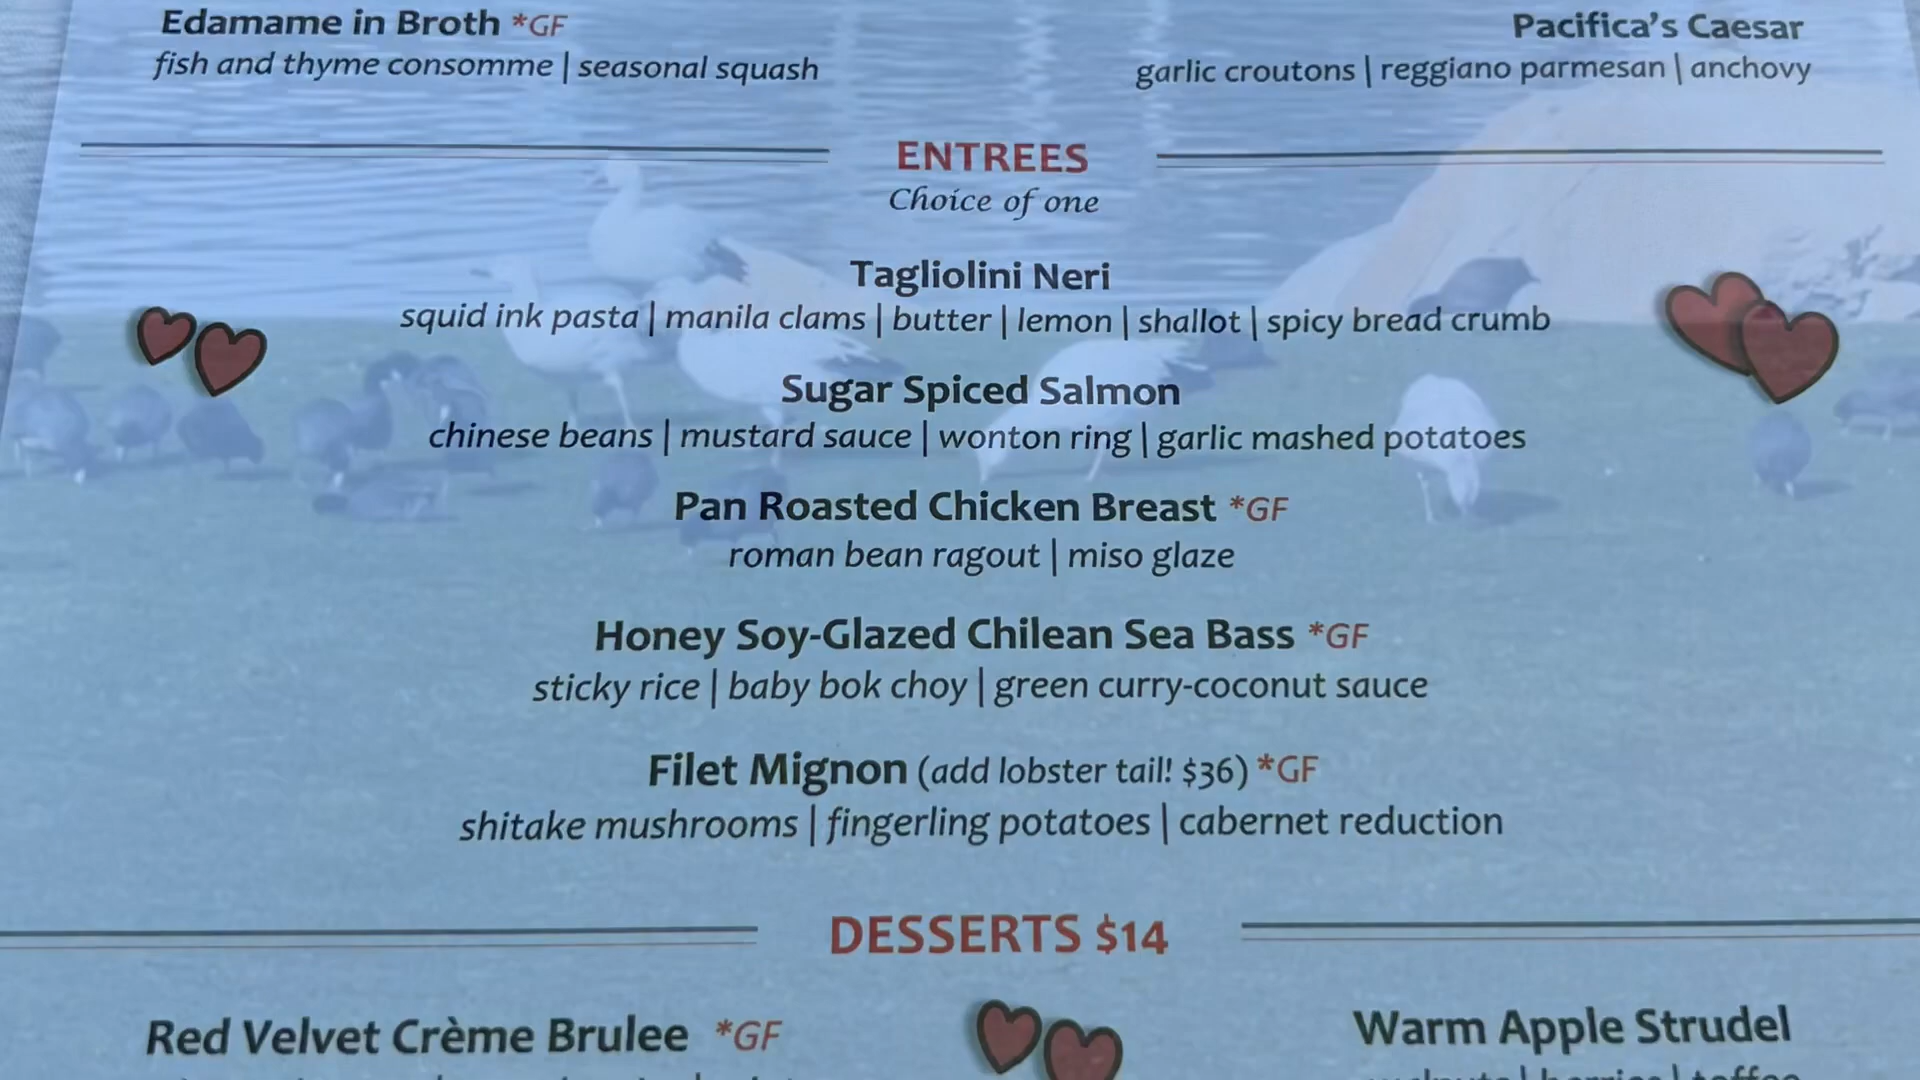 Edamame in Broth *GF
fish and thyme consomme | seasonal squash
Pacifica's Caesar
garlic croutons | reggiano parmesan | anchovy
ENTREES
Choice of one
Tagliolini Neri
squid ink pasta | manila clams | butter | lemon | shallot | spicy bread crumb
Sugar Spiced Salmon
chinese beans | mustard sauce | wonton ring | garlic mashed potatoes
Pan Roasted Chicken Breast *GF
roman bean ragout | miso glaze
Honey Soy-Glazed Chilean Sea Bass *GF
sticky rice | baby bok choy | green curry-coconut sauce
Filet Mignon (add lobster tail! $36) *GF
shitake mushrooms | fingerling potatoes | cabernet reduction
DESSERTS $14
Red Velvet Crème Brulee *GF
Warm Apple Strudel